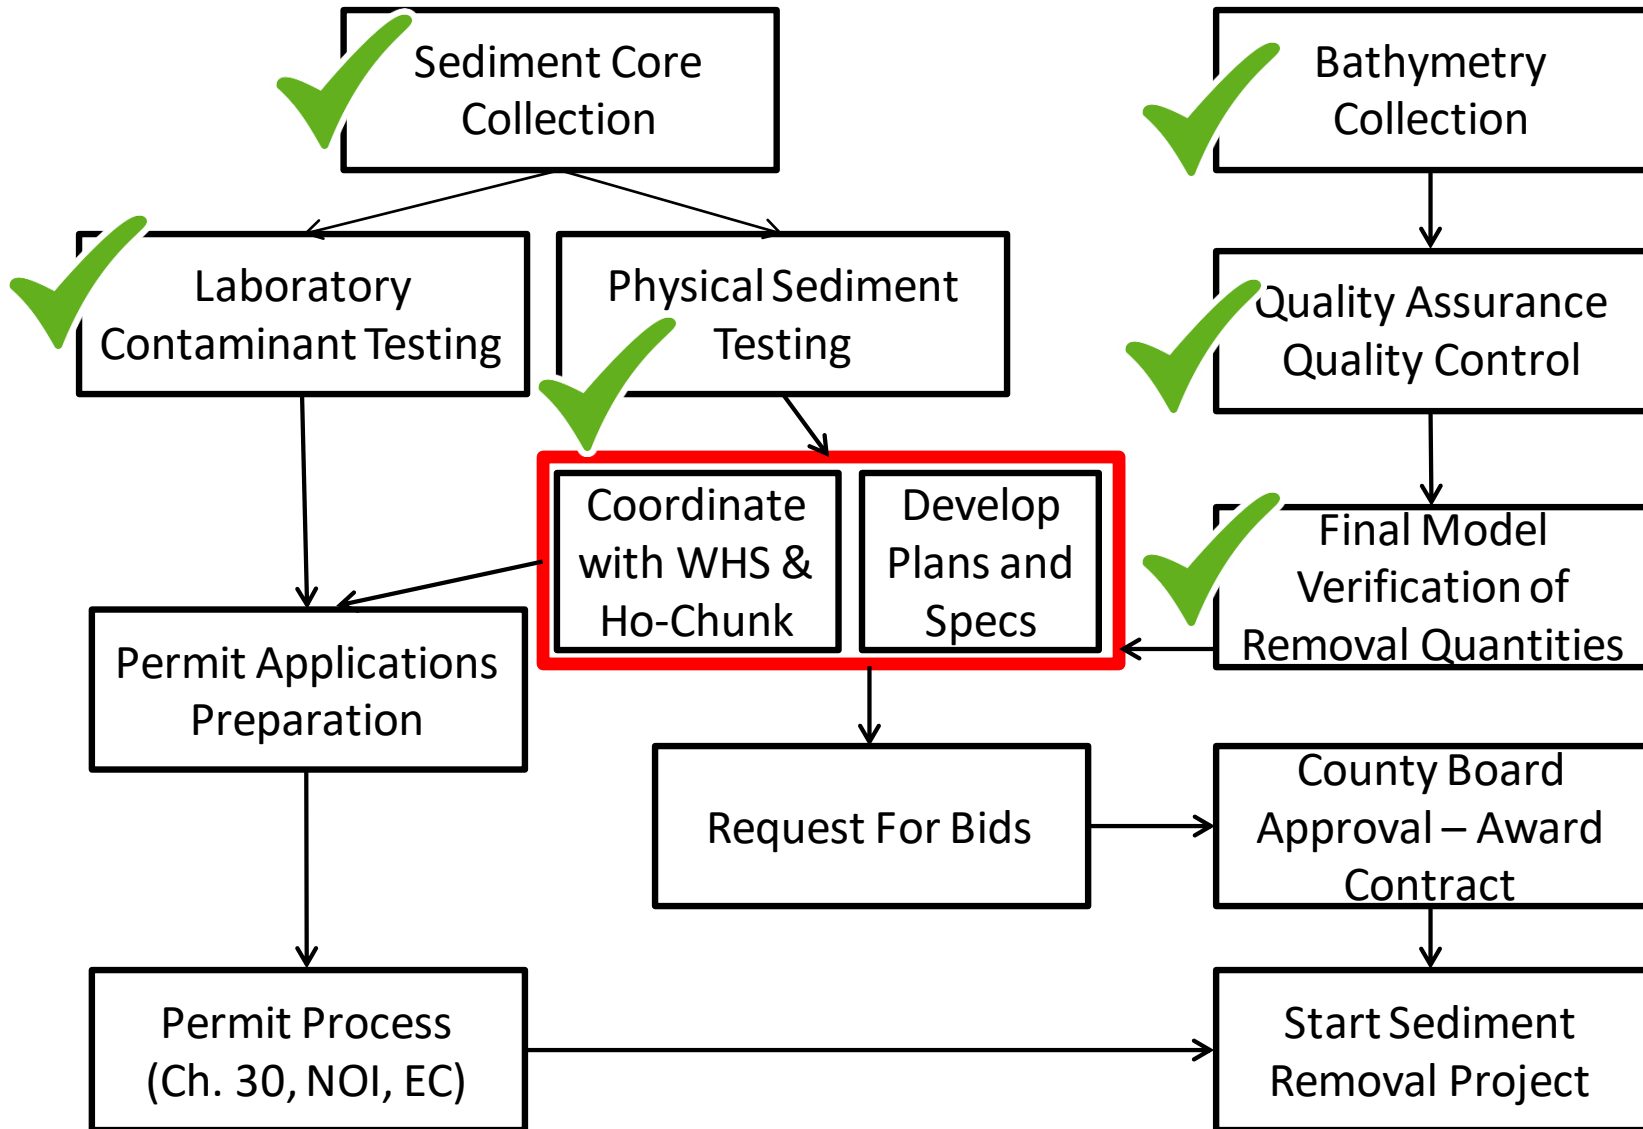 Sediment Core
Collection
Bathymetry
Collection
Laboratory
Contaminant Testing
Physical Sediment
Testing
Quality Assurance
Quality Control
Coordinate
with WHS &
Ho-Chunk
Develop
Plans and
Specs
Final Model
Verification of
Removal Quantities
Permit Applications
Preparation
Request For Bids
County Board
Approval – Award
Contract
Permit Process
(Ch. 30, NOI, EC)
Start Sediment
Removal Project